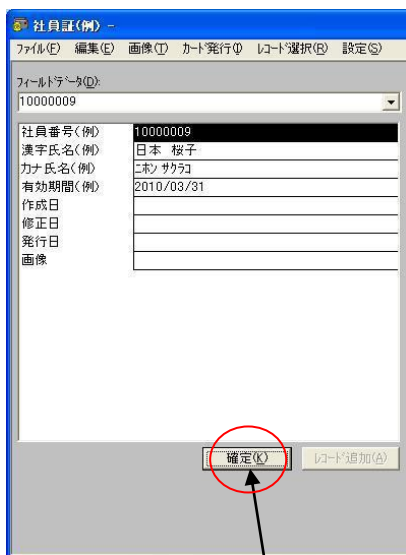 社員証(例) -
ファイル(F) 編集(E) 画像(T) カード発行(I) レコード選択(R) 設定(S)
フィールドデータ(D):
10000009
社員番号(例) 10000009
漢字氏名(例) 日本 桜子
カナ氏名(例) ニホン サクラコ
有効期間(例) 2010/03/31
作成日
修正日
発行日
画像
確定(K) レコード追加(A)